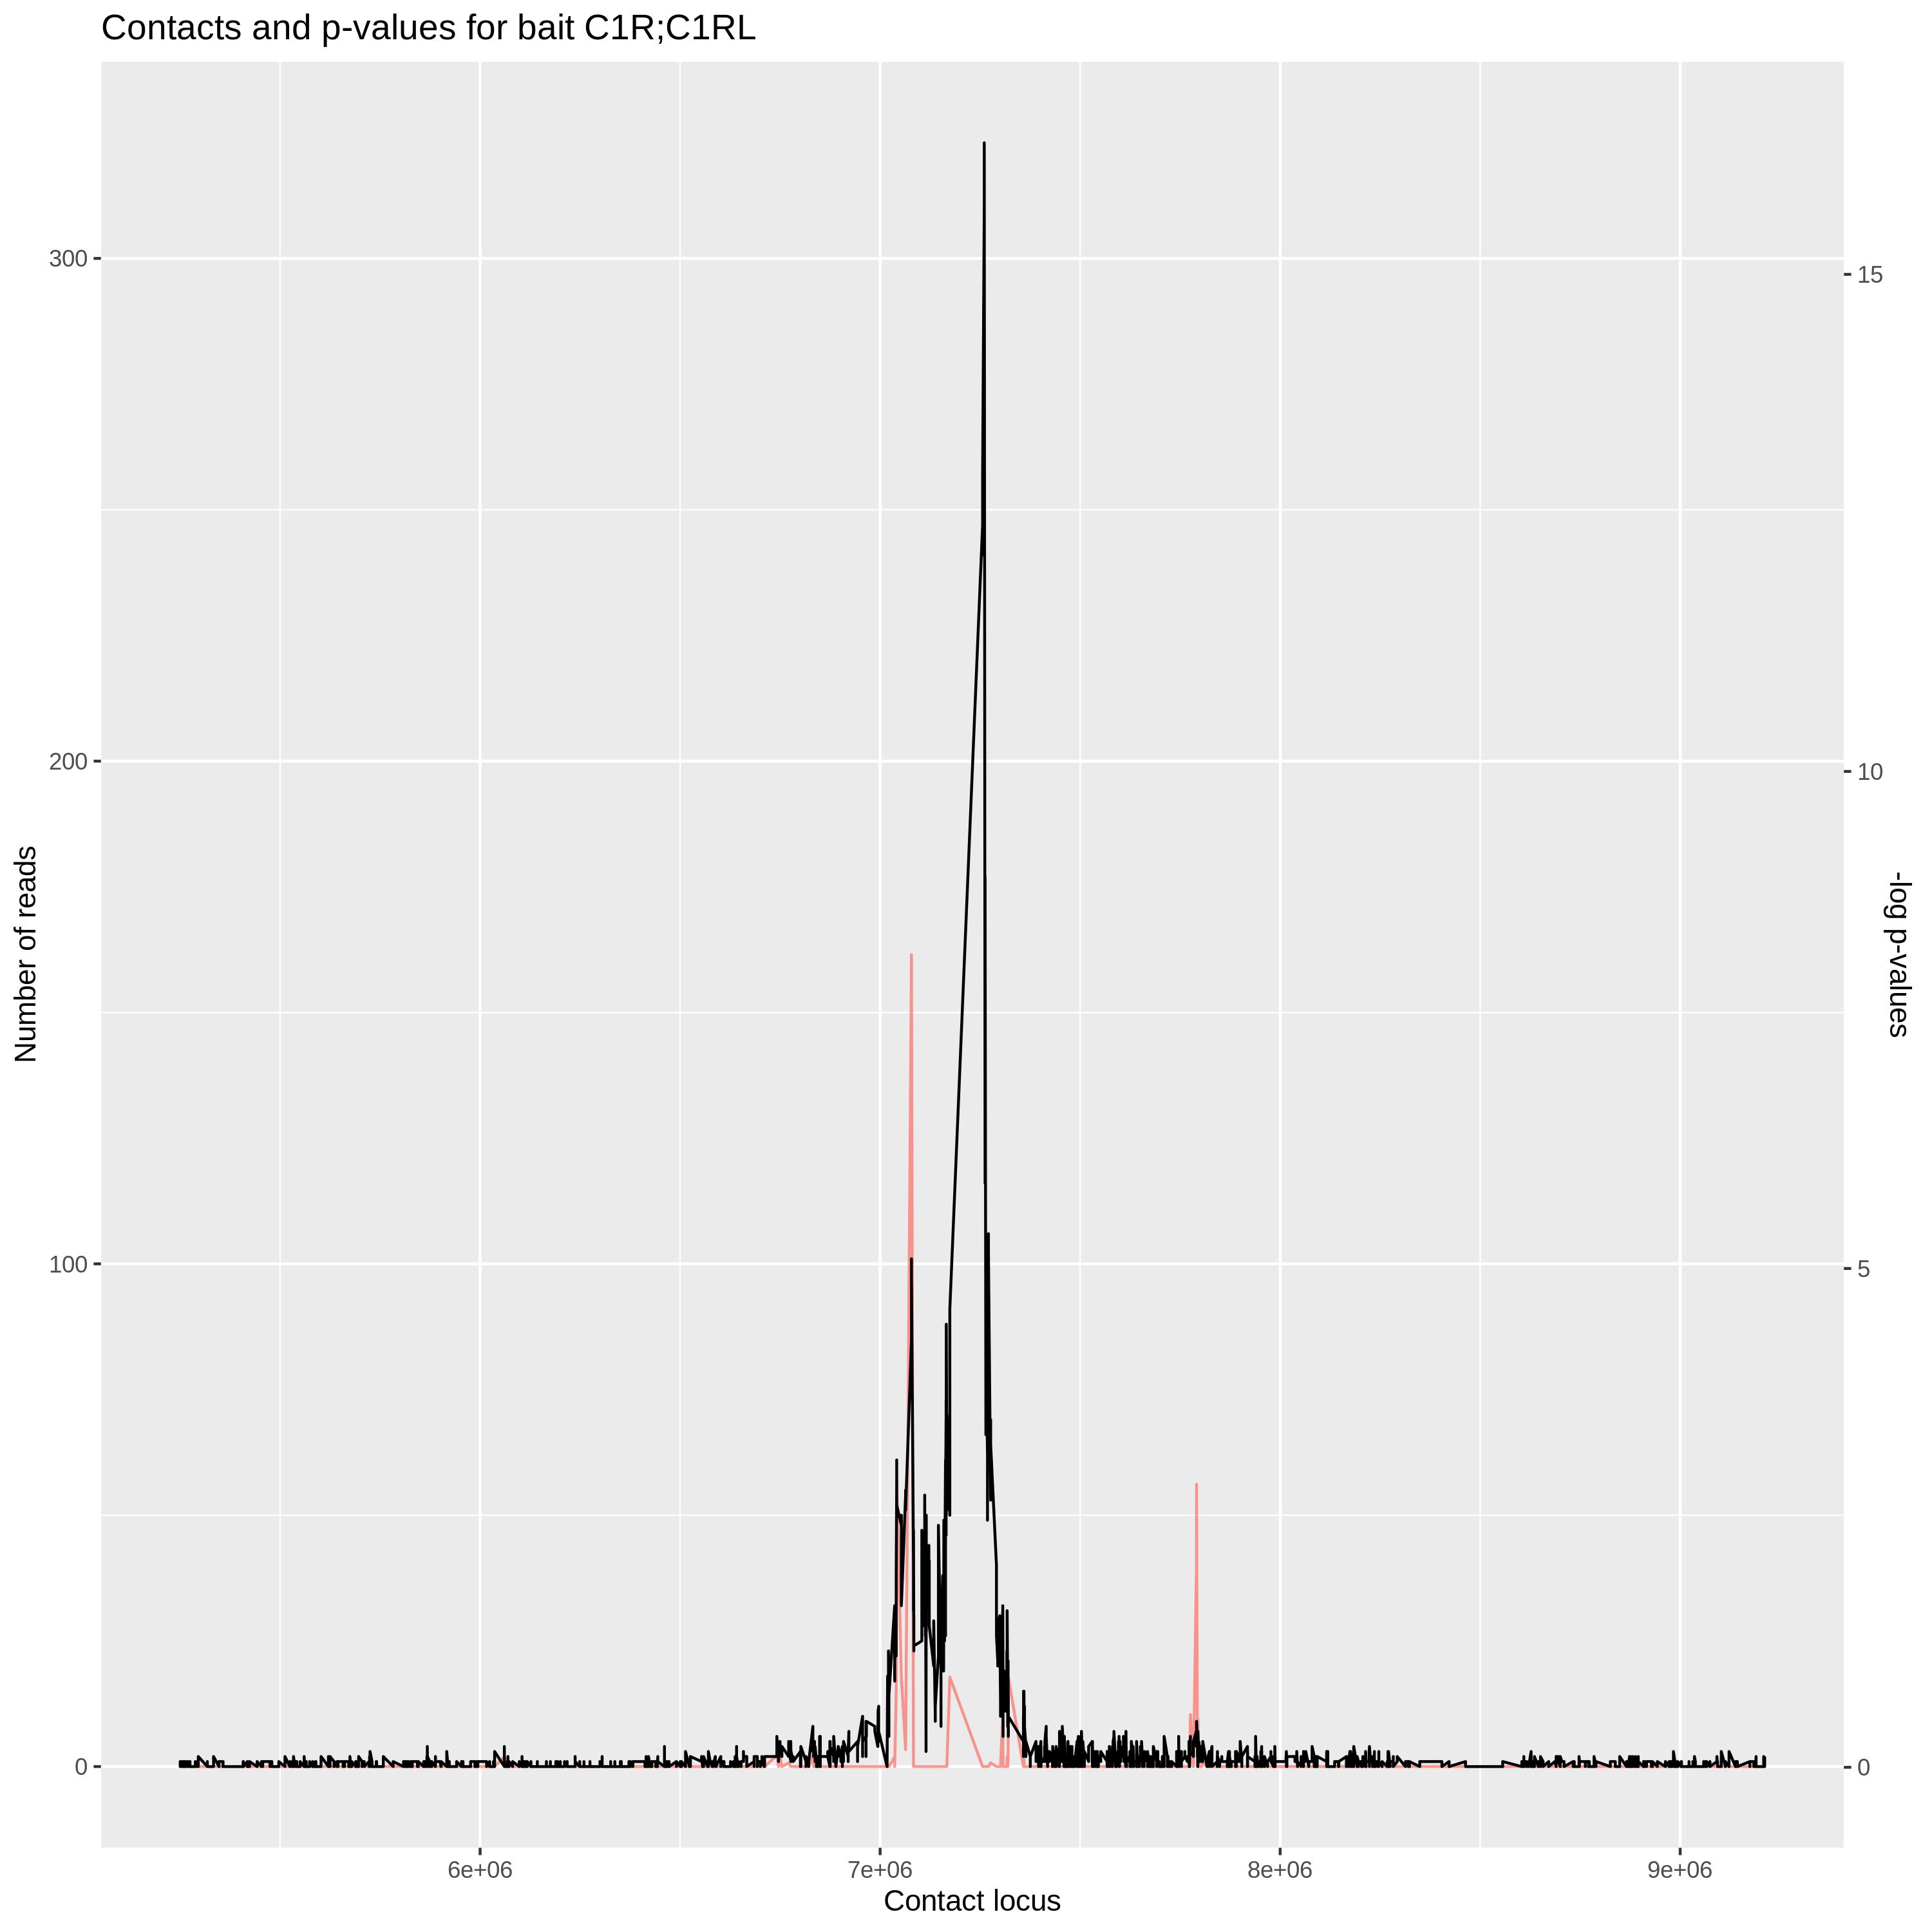 Contacts and p-values for bait C1R;C1RL
300
200
100
0
15
10
5
0
Number of reads
-log p-values
6e+06
7e+06
8e+06
9e+06
Contact locus